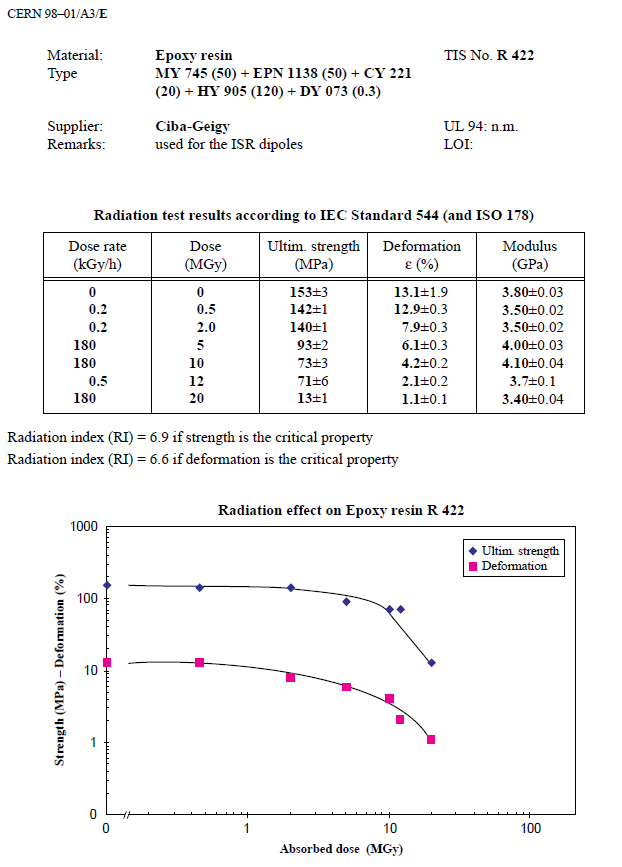 CERN 98–01/A3/E
Material: Epoxy resin TIS No. R 422
Type MY 745 (50) + EPN 1138 (50) + CY 221
(20) + HY 905 (120) + DY 073 (0.3)
Supplier: Ciba-Geigy UL 94: n.m.
Remarks: used for the ISR dipoles LOI:
Radiation test results according to IEC Standard 544 (and ISO 178)
Dose rate Dose Ultim. strength Deformation Modulus
(kGy/h) (MGy) (MPa) ε (%) (GPa)
0 0 153±3 13.1±1.9 3.80±0.03
0.2 0.5 142±1 12.9±0.3 3.50±0.02
0.2 2.0 140±1 7.9±0.3 3.50±0.02
180 5 93±2 6.1±0.3 4.00±0.03
180 10 73±3 4.2±0.2 4.10±0.04
0.5 12 71±6 2.1±0.2 3.7±0.1
180 20 13±1 1.1±0.1 3.40±0.04
Radiation index (RI) = 6.9 if strength is the critical property
Radiation index (RI) = 6.6 if deformation is the critical property
Radiation effect on Epoxy resin R 422
1000
Ultim. strength
Deformation
100
10
1
0
Strength (MPa) – Deformation (%)
0 1 10 100
Absorbed dose (MGy)